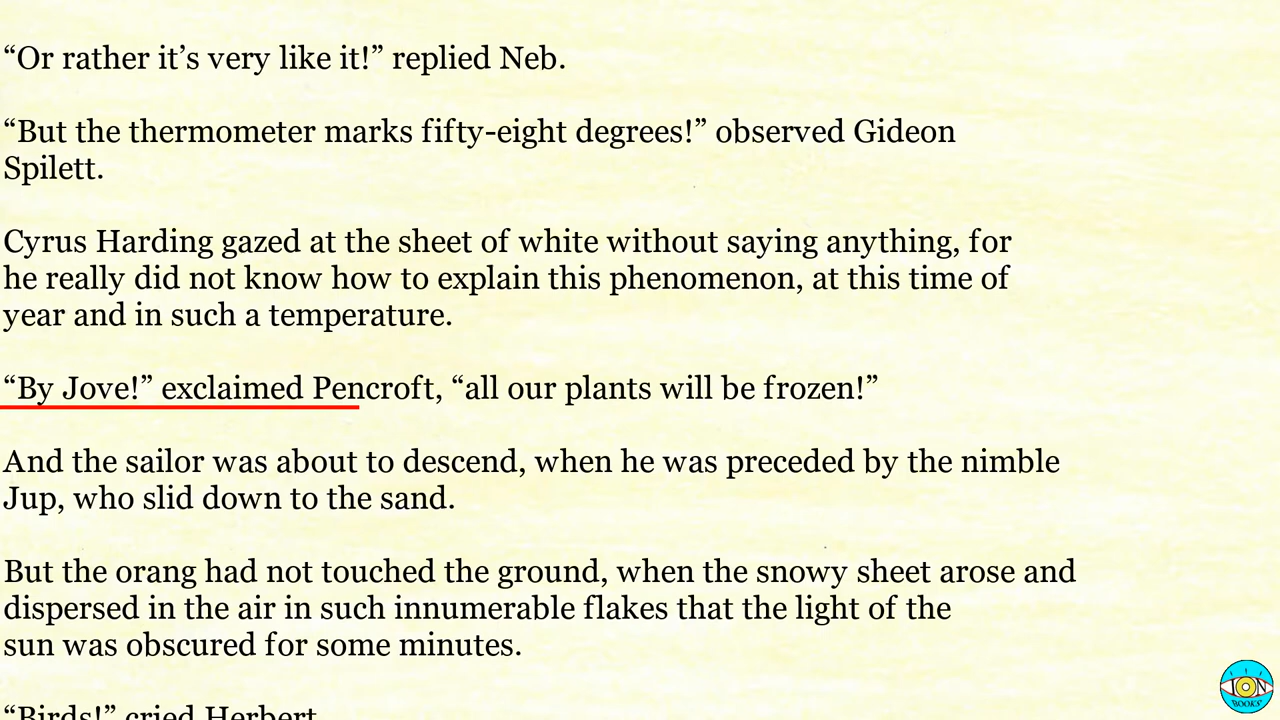 “Or rather it’s very like it!” replied Neb.
“But the thermometer marks fifty-eight degrees!” observed Gideon
Spilett.
Cyrus Harding gazed at the sheet of white without saying anything, for
he really did not know how to explain this phenomenon, at this time of
year and in such a temperature.
“By Jove!” exclaimed Pencroft, “all our plants will be frozen!”
And the sailor was about to descend, when he was preceded by the nimble
Jup, who slid down to the sand.
But the orang had not touched the ground, when the snowy sheet arose and
dispersed in the air in such innumerable flakes that the light of the
sun was obscured for some minutes.
“Birds!” cried Herbert
ION
BOOKS